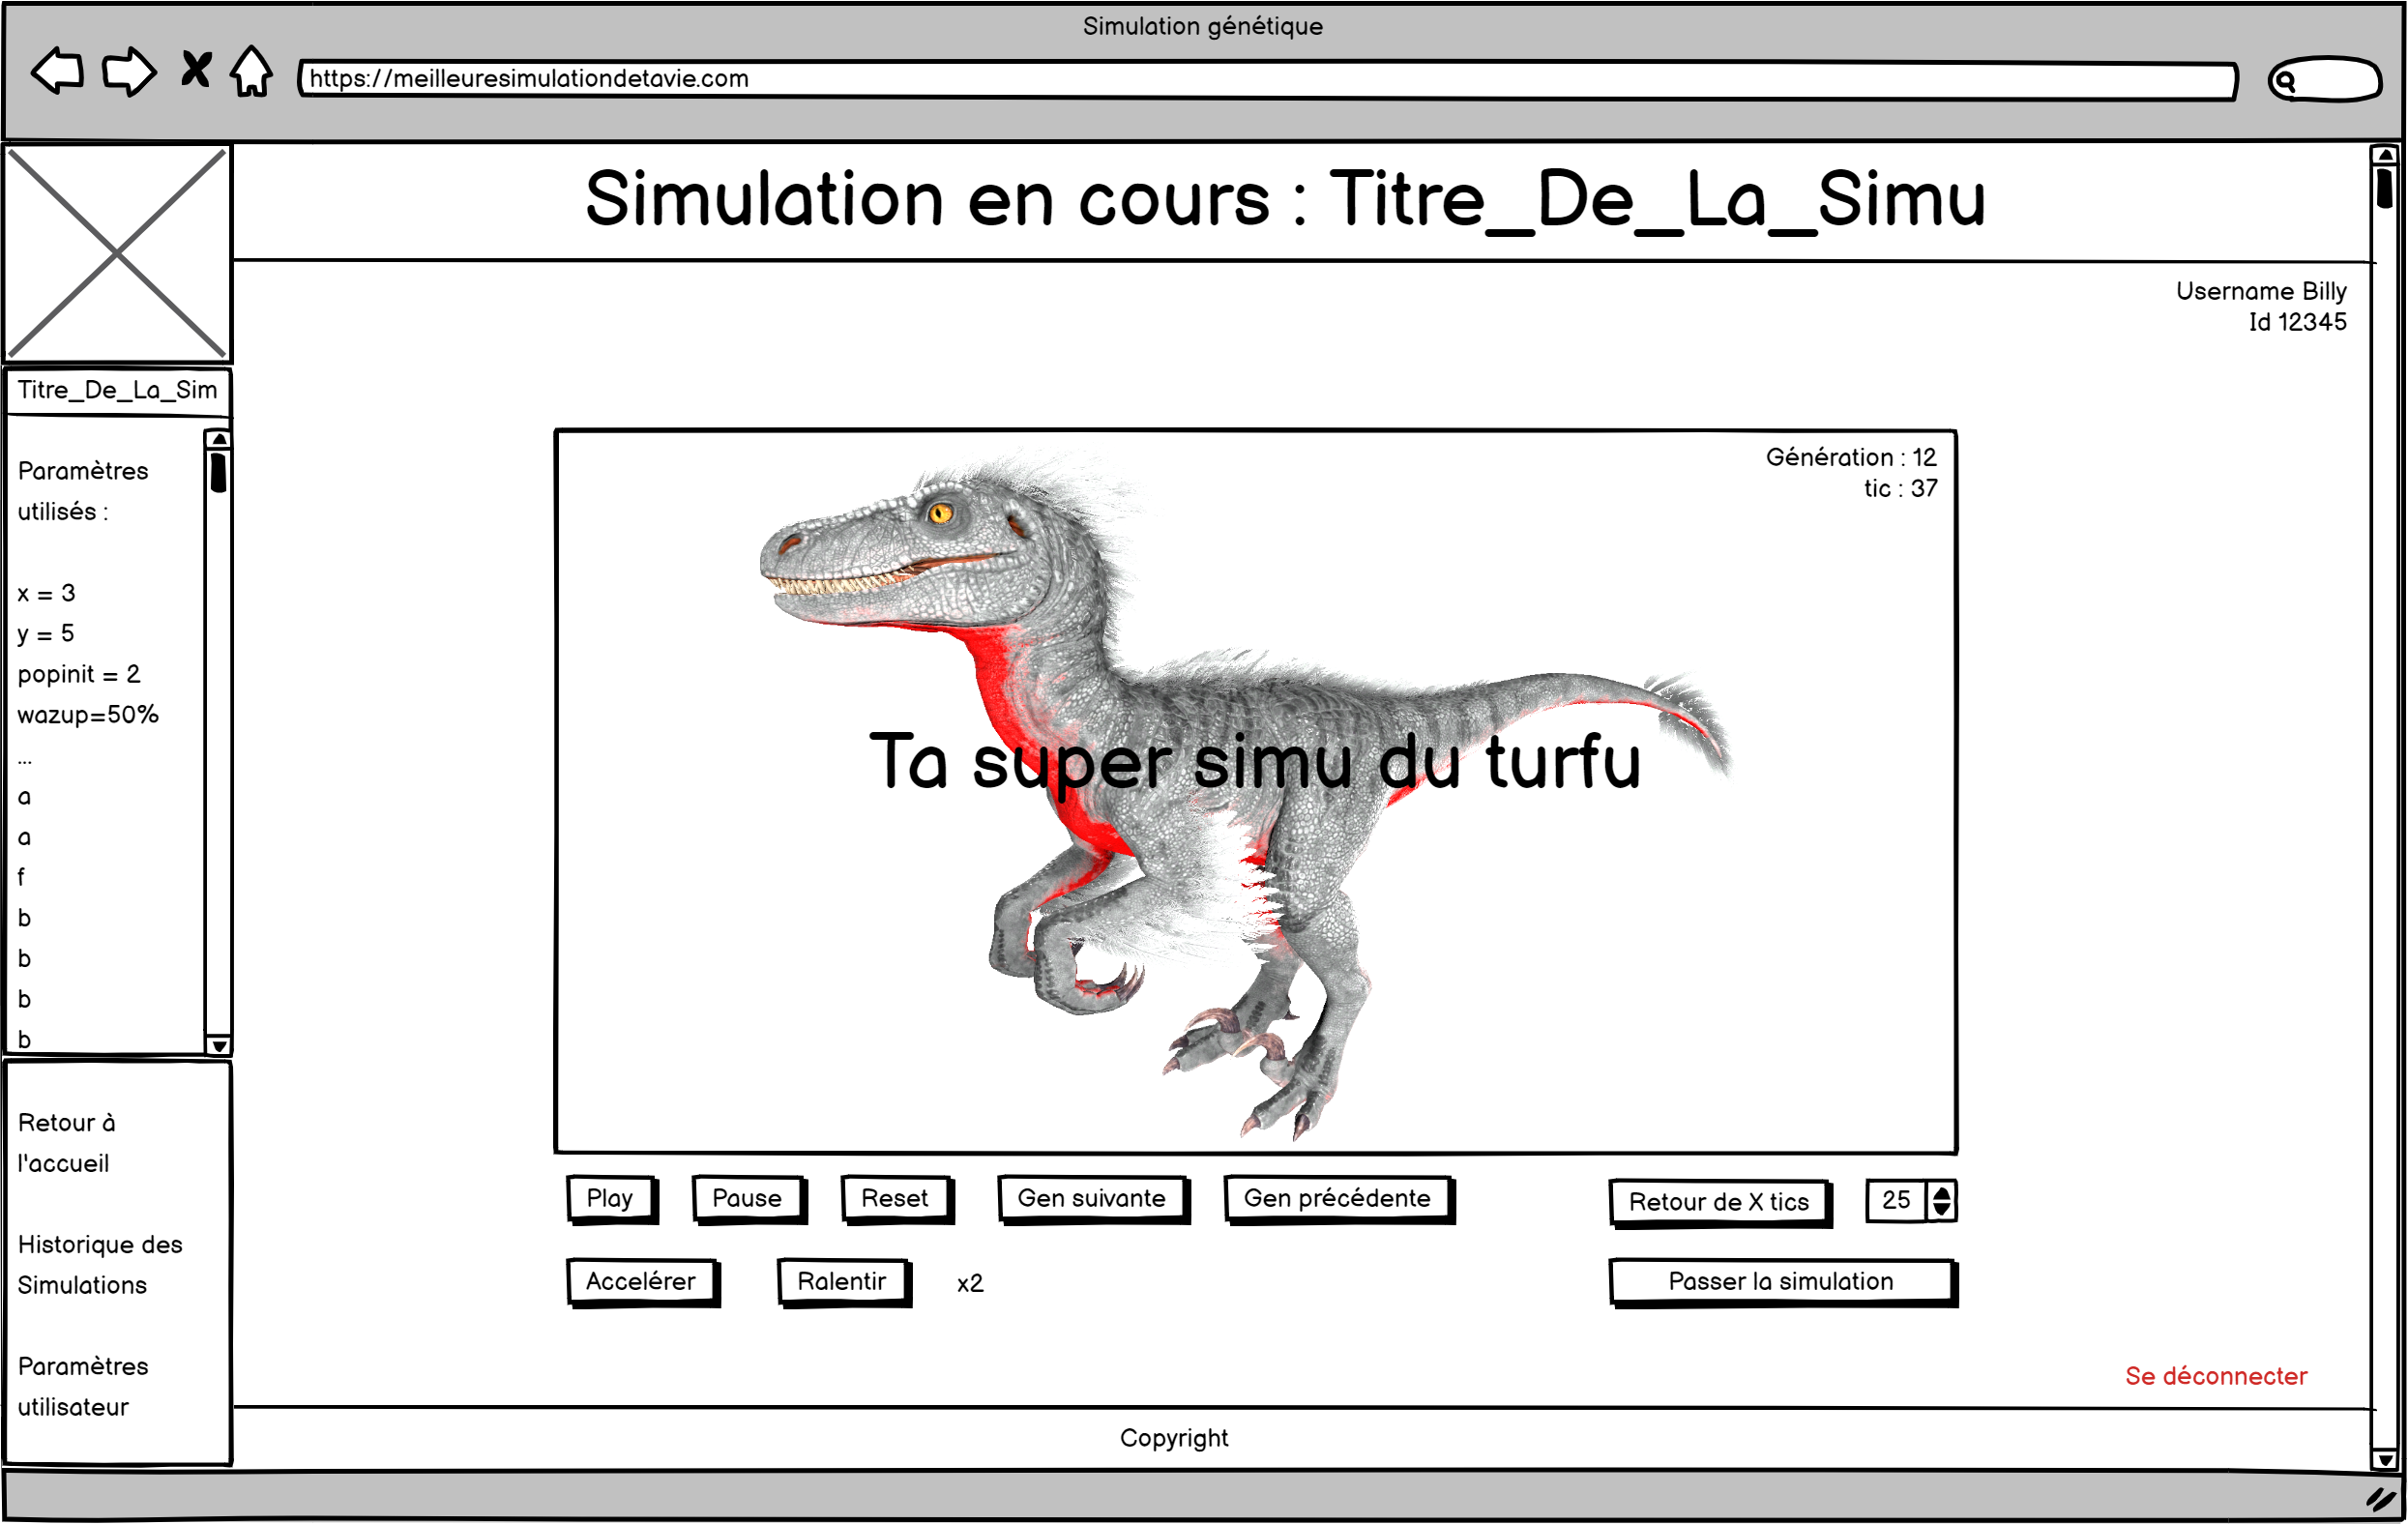 Simulation génétique
https://meilleuresimulationdetavie.com
Simulation en cours : Titre_De_La_Simu
Username Billy
Id 12345
Titre_De_La_Sim
Paramètres
utilisés :
x = 3
y = 5
popinit = 2
wazup=50%
...
a
a
f
b
b
b
b
Génération : 12
tic : 37
Ta super simu du turfu
Play
Pause
Reset
Gen suivante
Gen précédente
Retour de X tics
25
Accelérer
Ralentir
x2
Passer la simulation
Retour à
l'accueil
Historique des
Simulations
Paramètres
utilisateur
Se déconnecter
Copyright